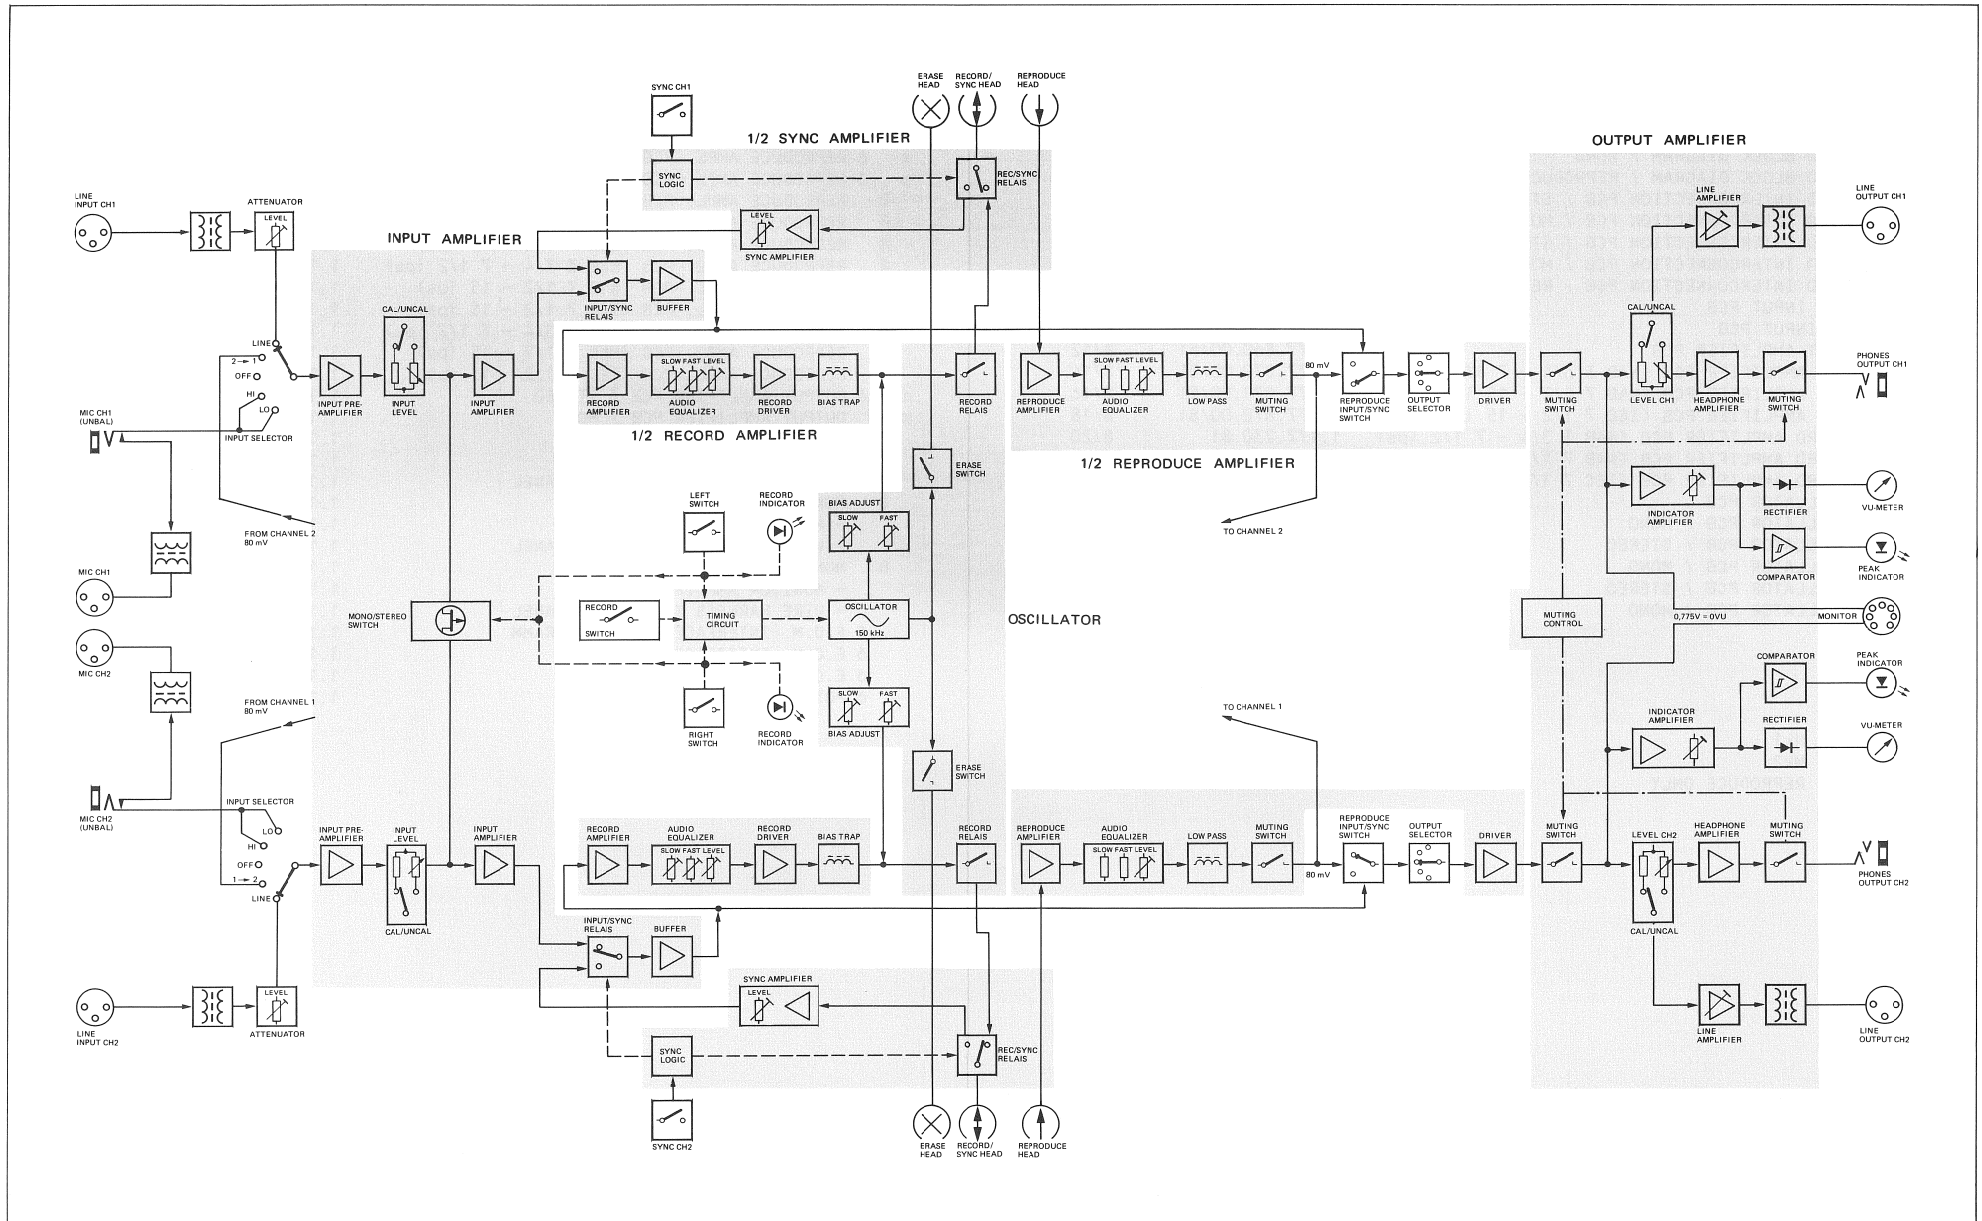 ERASE
HEAD
RECORD/
SYNC HEAD
REPRODUCE
HEAD
SYNC CH1
1/2 SYNC AMPLIFIER
OUTPUT AMPLIFIER
SYNC
LOGIC
REC/SYNC
RELAIS
LINE
INPUT CH1
ATTENUATOR
LEVEL
INPUT AMPLIFIER
LEVEL
SYNC AMPLIFIER
LINE
AMPLIFIER
LINE
OUTPUT CH1
INPUT/SYNC
RELAIS
BUFFER
CAL/UNCAL
CAL/UNCAL
LINE
2→1
OFF
HI
LO
INPUT SELECTOR
MIC CH1
(UNBAL)
INPUT PRE-
AMPLIFIER
INPUT
LEVEL
INPUT
AMPLIFIER
RECORD
AMPLIFIER
SLOW FAST LEVEL
AUDIO
EQUALIZER
RECORD
DRIVER
BIAS TRAP
1/2 RECORD AMPLIFIER
RECORD
RELAIS
REPRODUCE
AMPLIFIER
SLOW FAST LEVEL
AUDIO
EQUALIZER
LOW PASS
MUTING
SWITCH
80 mV
REPRODUCE
INPUT/SYNC
SWITCH
OUTPUT
SELECTOR
DRIVER
MUTING
SWITCH
LEVEL CH1
HEADPHONE
AMPLIFIER
MUTING
SWITCH
PHONES
OUTPUT CH1
1/2 REPRODUCE AMPLIFIER
ERASE
SWITCH
LEFT
SWITCH
RECORD
INDICATOR
BIAS ADJUST
SLOW
FAST
FROM CHANNEL 2
80 mV
TO CHANNEL 2
INDICATOR
AMPLIFIER
RECTIFIER
VU-METER
COMPARATOR
PEAK
INDICATOR
MIC CH1
MONO/STEREO
SWITCH
RECORD
SWITCH
TIMING
CIRCUIT
OSCILLATOR
150 kHz
OSCILLATOR
MUTING
CONTROL
0,775V = 0VU
MONITOR
MIC CH2
FROM CHANNEL 1
80 mV
RIGHT
SWITCH
RECORD
INDICATOR
SLOW
FAST
BIAS ADJUST
TO CHANNEL 1
COMPARATOR
PEAK
INDICATOR
INDICATOR
AMPLIFIER
RECTIFIER
VU-METER
ERASE
SWITCH
MIC CH2
(UNBAL)
INPUT SELECTOR
LO
HI
OFF
1→2
LINE
INPUT PRE-
AMPLIFIER
INPUT
LEVEL
INPUT
AMPLIFIER
CAL/UNCAL
RECORD
AMPLIFIER
AUDIO
EQUALIZER
SLOW FAST LEVEL
RECORD
DRIVER
BIAS TRAP
RECORD
RELAIS
REPRODUCE
AMPLIFIER
AUDIO
EQUALIZER
SLOW FAST LEVEL
LOW PASS
MUTING
SWITCH
80 mV
REPRODUCE
INPUT/SYNC
SWITCH
OUTPUT
SELECTOR
DRIVER
MUTING
SWITCH
LEVEL CH2
HEADPHONE
AMPLIFIER
MUTING
SWITCH
PHONES
OUTPUT CH2
CAL/UNCAL
INPUT/SYNC
RELAIS
BUFFER
SYNC AMPLIFIER
LEVEL
LINE
INPUT CH2
LEVEL
ATTENUATOR
SYNC
LOGIC
REC/SYNC
RELAIS
LINE
AMPLIFIER
LINE
OUTPUT CH2
SYNC CH2
ERASE
HEAD
RECORD/
SYNC HEAD
REPRODUCE
HEAD